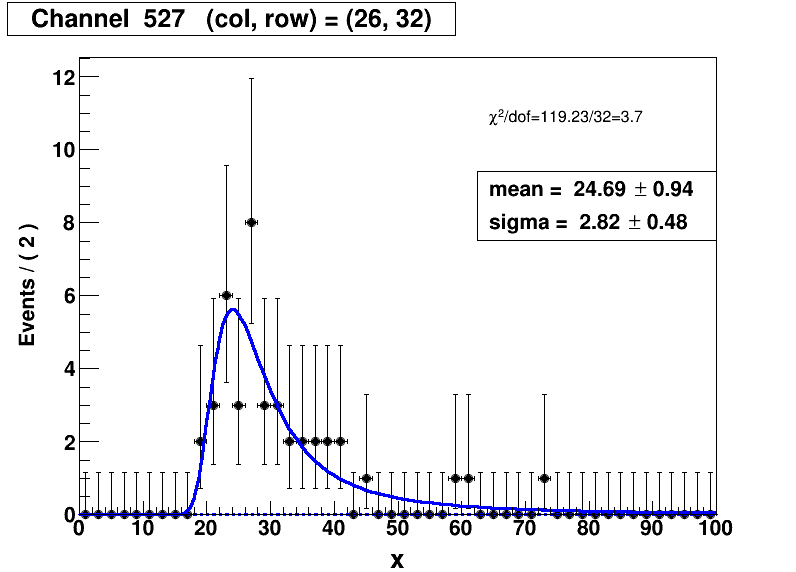 Channel 527 (col, row) = (26, 32)
χ²/dof=119.23/32=3.7
mean = 24.69 ± 0.94
sigma = 2.82 ± 0.48
Events / ( 2 )
12
10
8
6
4
2
0
0 10 20 30 40 50 60 70 80 90 100
x